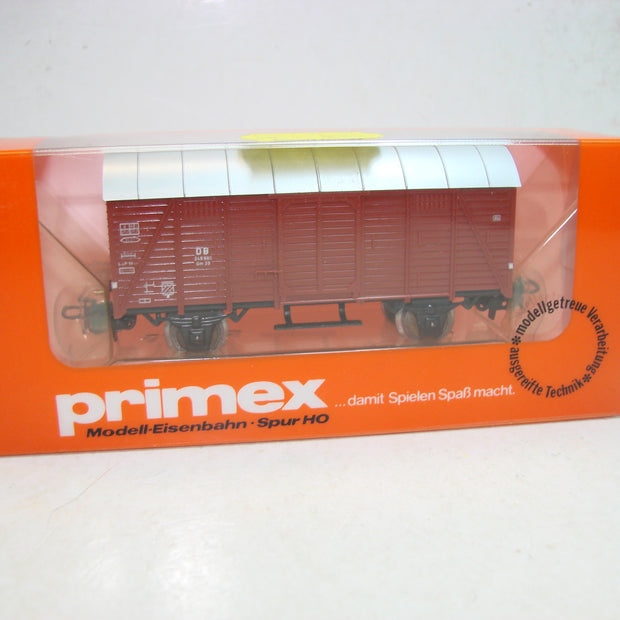 DB
primex
...damit Spielen Spaß macht.
Modell-Eisenbahn · Spur HO
*modellgetreue Verarbeitung*
ausgereifte Technik